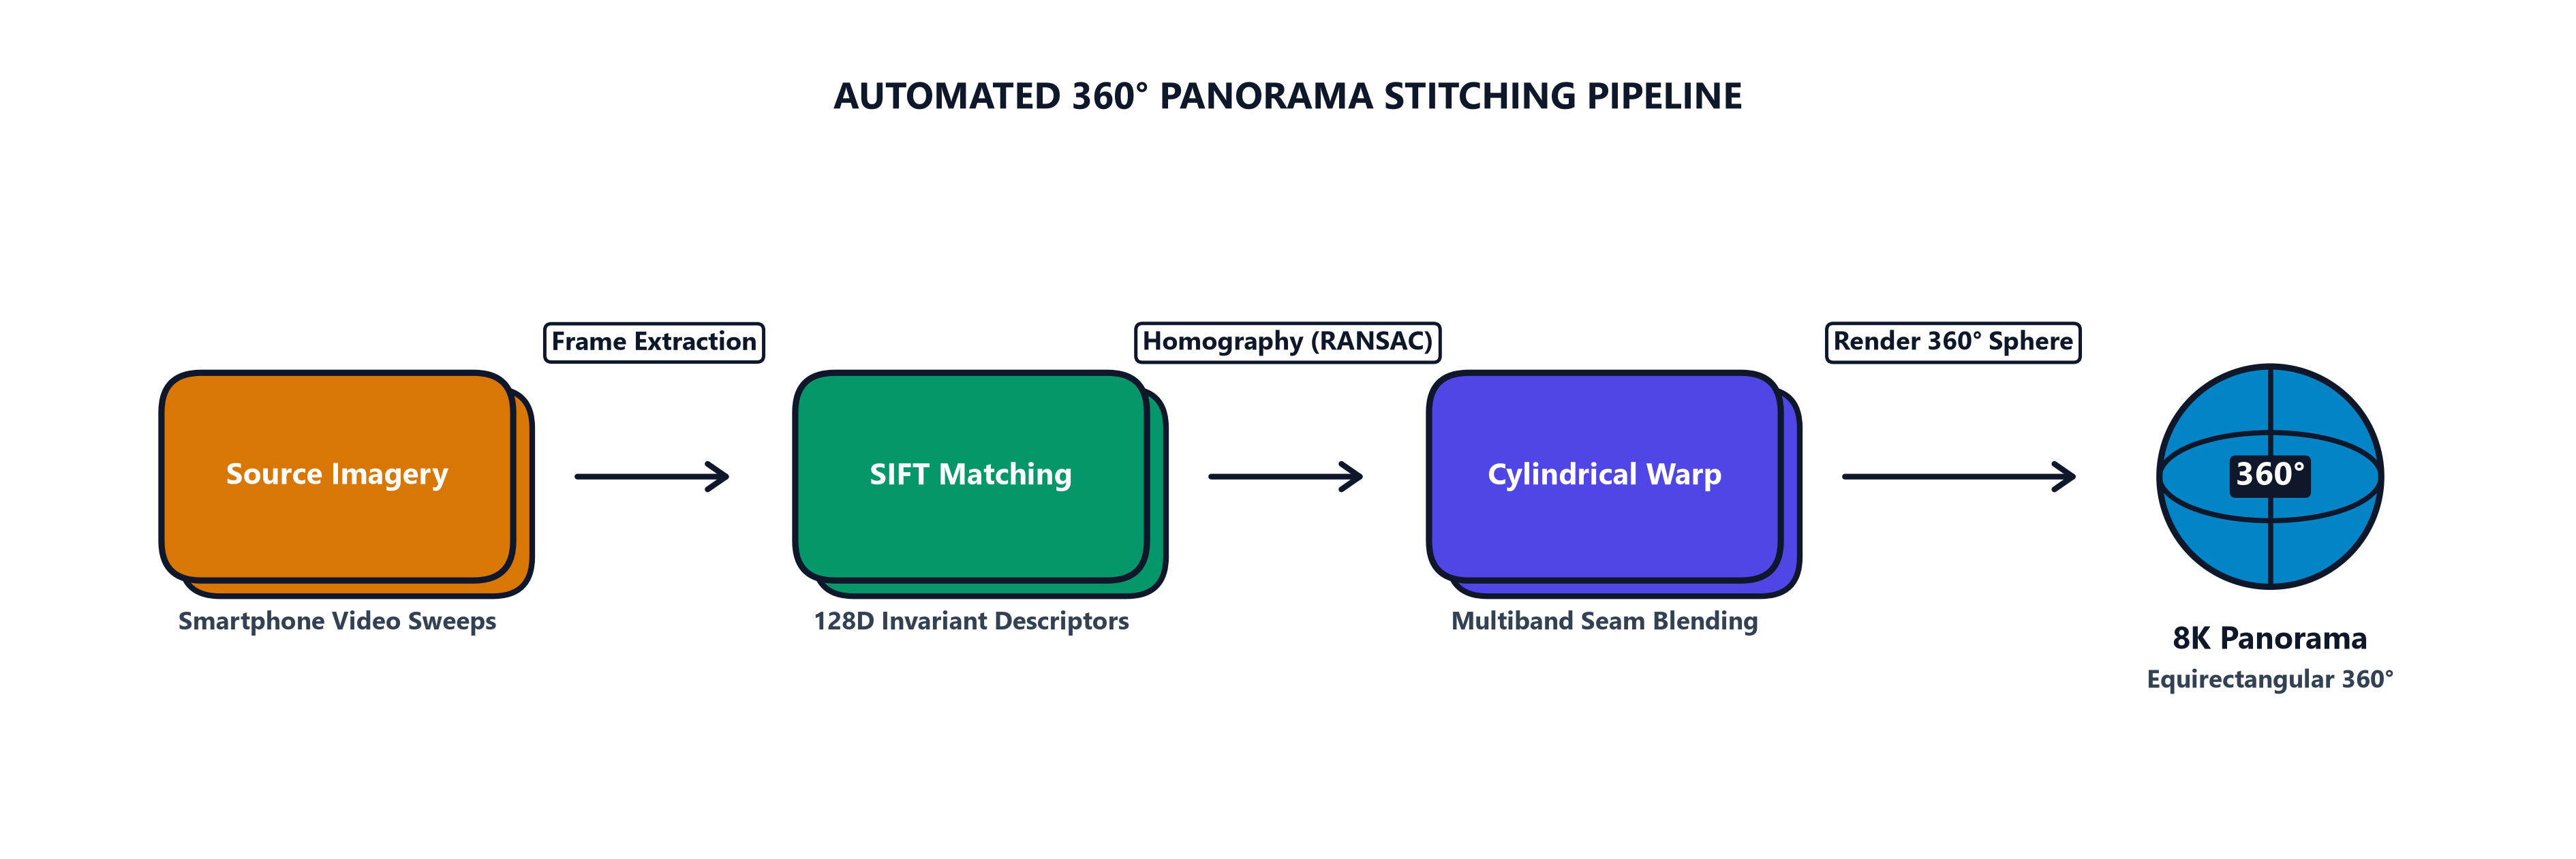 AUTOMATED 360° PANORAMA STITCHING PIPELINE
Frame Extraction
Homography (RANSAC)
Render 360° Sphere
Source Imagery
SIFT Matching
Cylindrical Warp
360°
Smartphone Video Sweeps
128D Invariant Descriptors
Multiband Seam Blending
8K Panorama
Equirectangular 360°